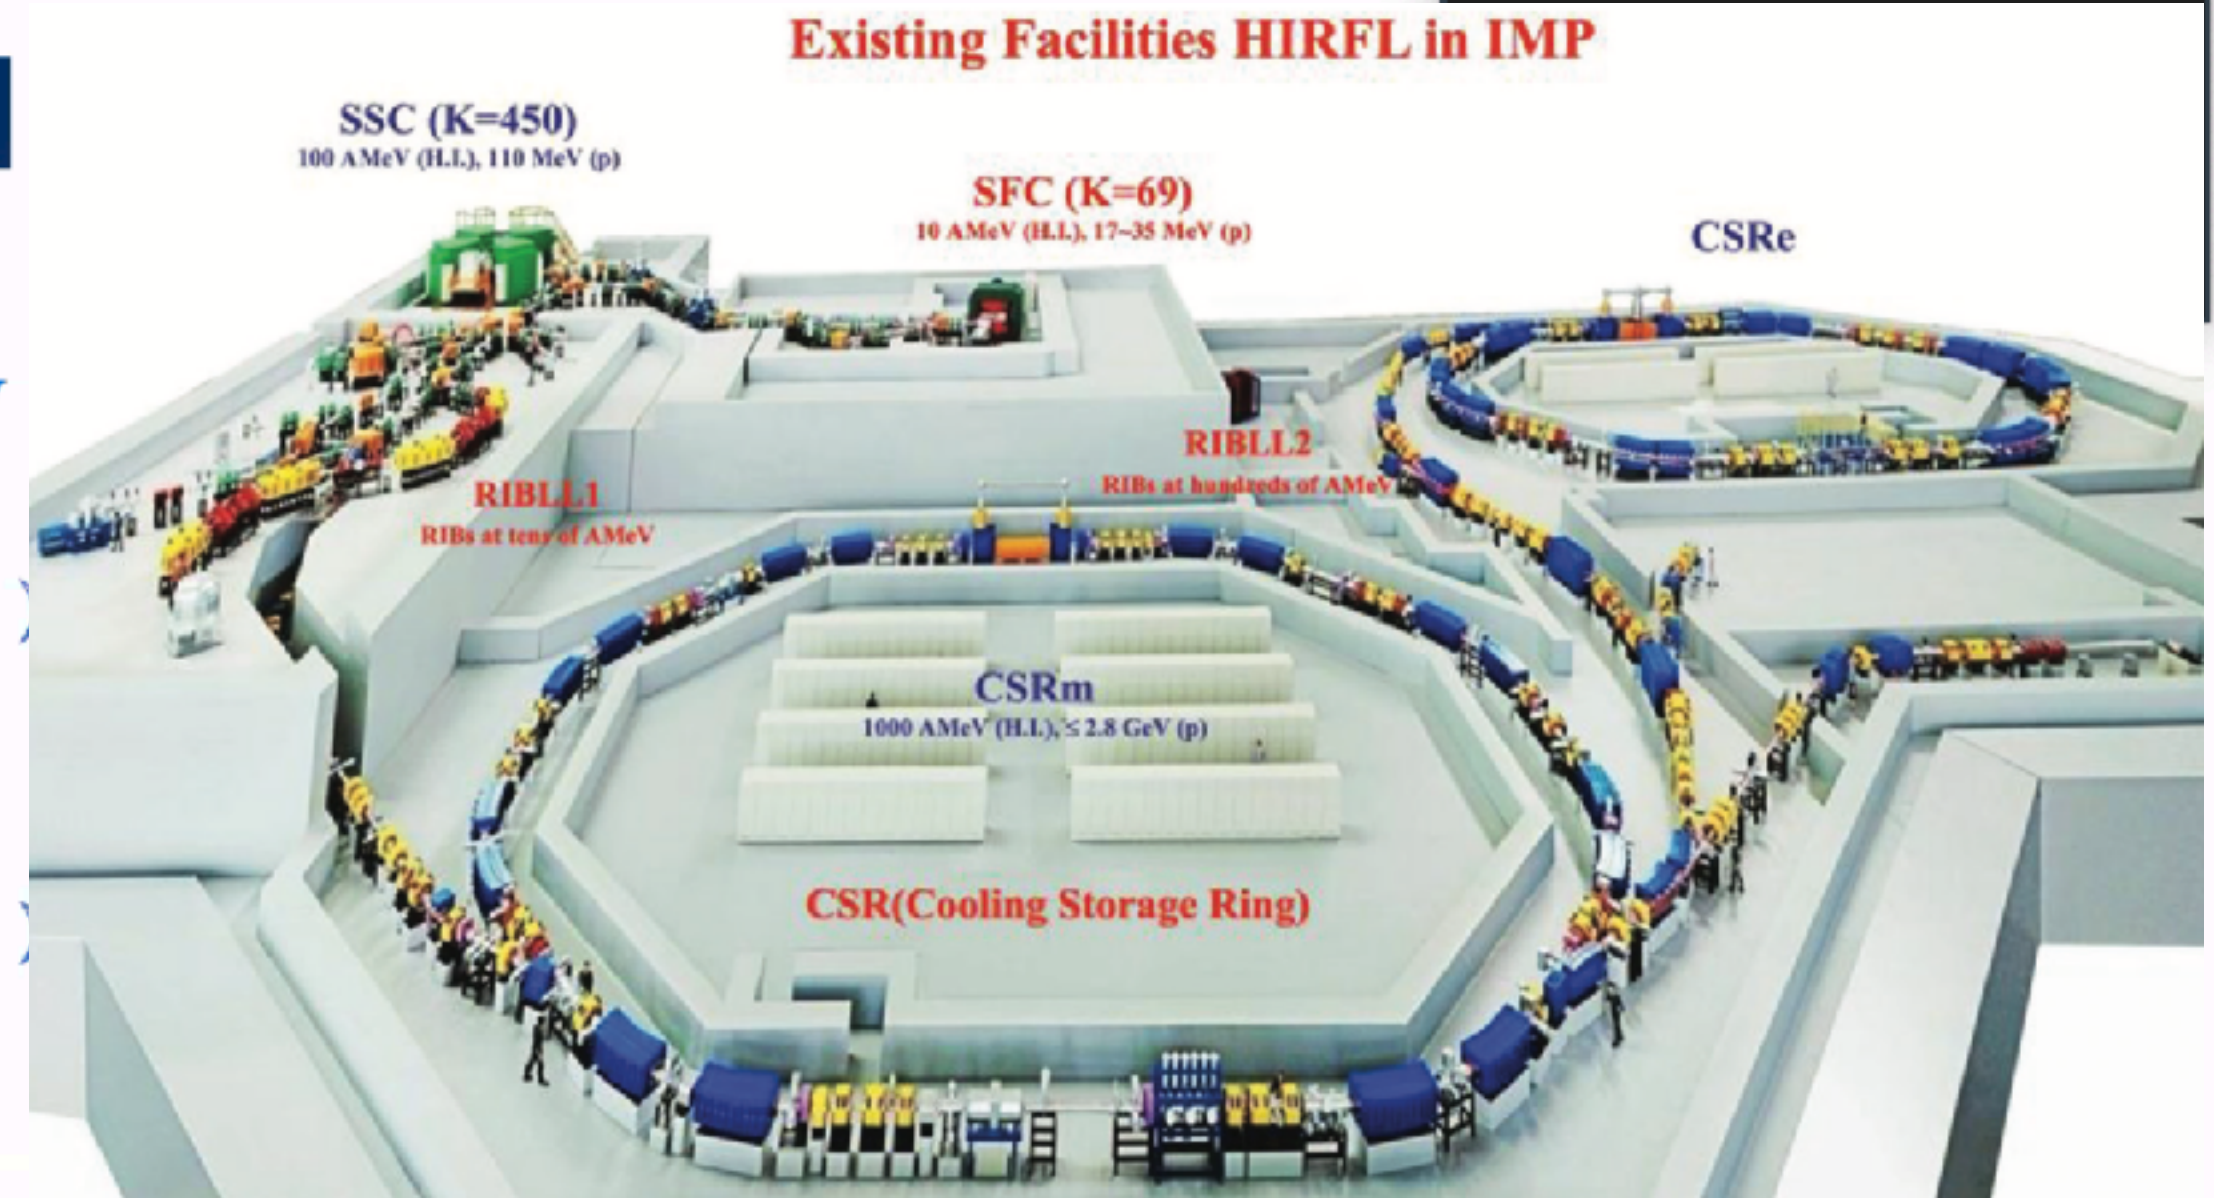 Existing Facilities HIRFL in IMP
SSC (K=450)
100 AMeV (H.I.), 110 MeV (p)
SFC (K=69)
10 AMeV (H.I.), 17~35 MeV (p)
CSRe
RIBLL2
RIBs at hundreds of AMeV
RIBLL1
RIBs at tens of AMeV
CSRm
1000 AMeV (H.I.), ≤ 2.8 GeV (p)
CSR(Cooling Storage Ring)